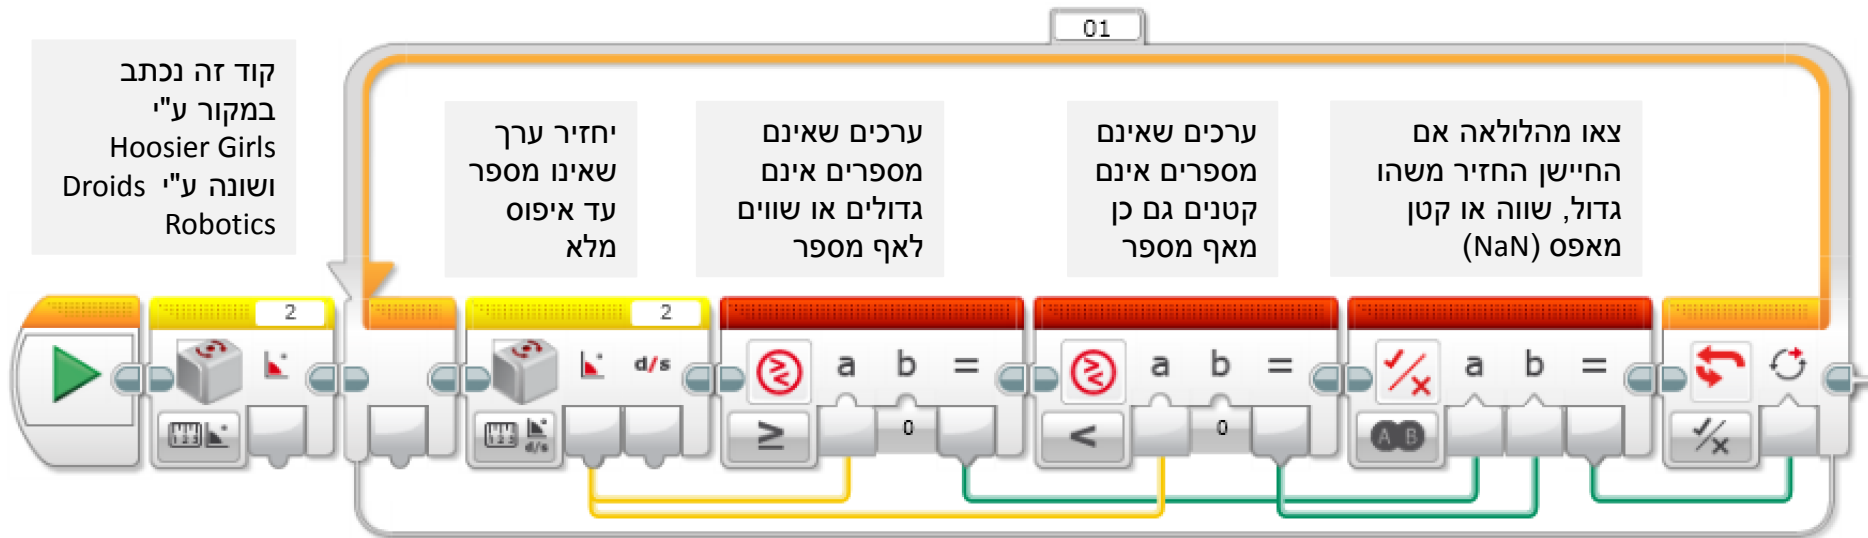 01
קוד זה נכתב
במקור ע"י
Hoosier Girls
ושונה ע"י Droids
Robotics
יחזיר ערך
שאינו מספר
עד איפוס
מלא
ערכים שאינם
מספרים אינם
גדולים או שווים
לאף מספר
ערכים שאינם
מספרים אינם
קטנים גם כן
מאף מספר
צאו מהלולאה אם
החיישן החזיר משהו
גדול, שווה או קטן
מאפס (NaN)
2
2
d/s
a b =
a b =
a b =
123
123
d/s
≥
0
<
0
A B